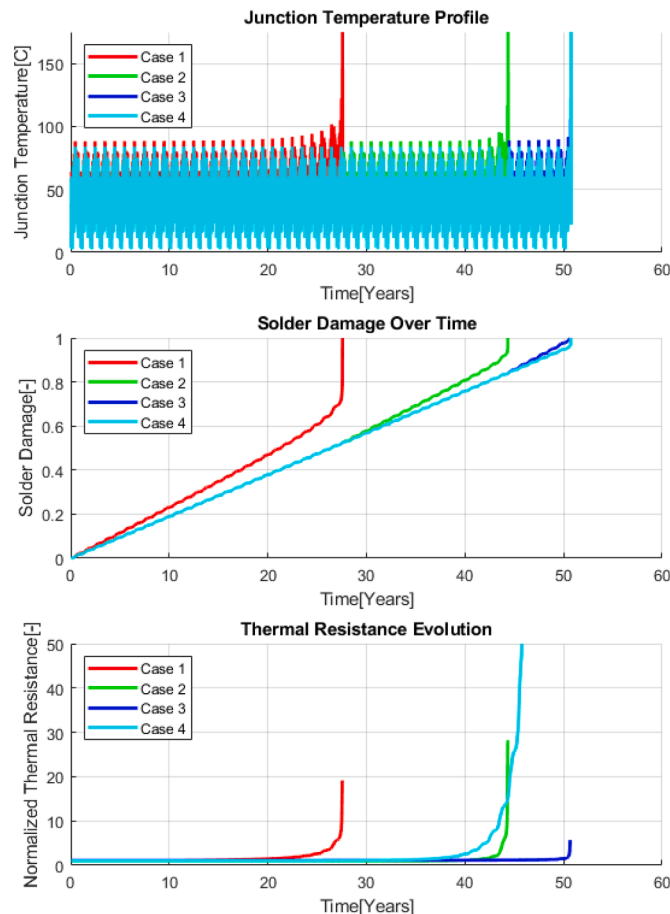 Junction Temperature Profile
Junction Temperature[C]
150
100
50
0
Case 1
Case 2
Case 3
Case 4
0 10 20 30 40 50 60
Time[Years]
Solder Damage Over Time
Solder Damage[-]
1
0.8
0.6
0.4
0.2
0
Case 1
Case 2
Case 3
Case 4
0 10 20 30 40 50 60
Time[Years]
Thermal Resistance Evolution
Normalized Thermal Resistance[-]
50
40
30
20
10
0
Case 1
Case 2
Case 3
Case 4
0 10 20 30 40 50 60
Time[Years]